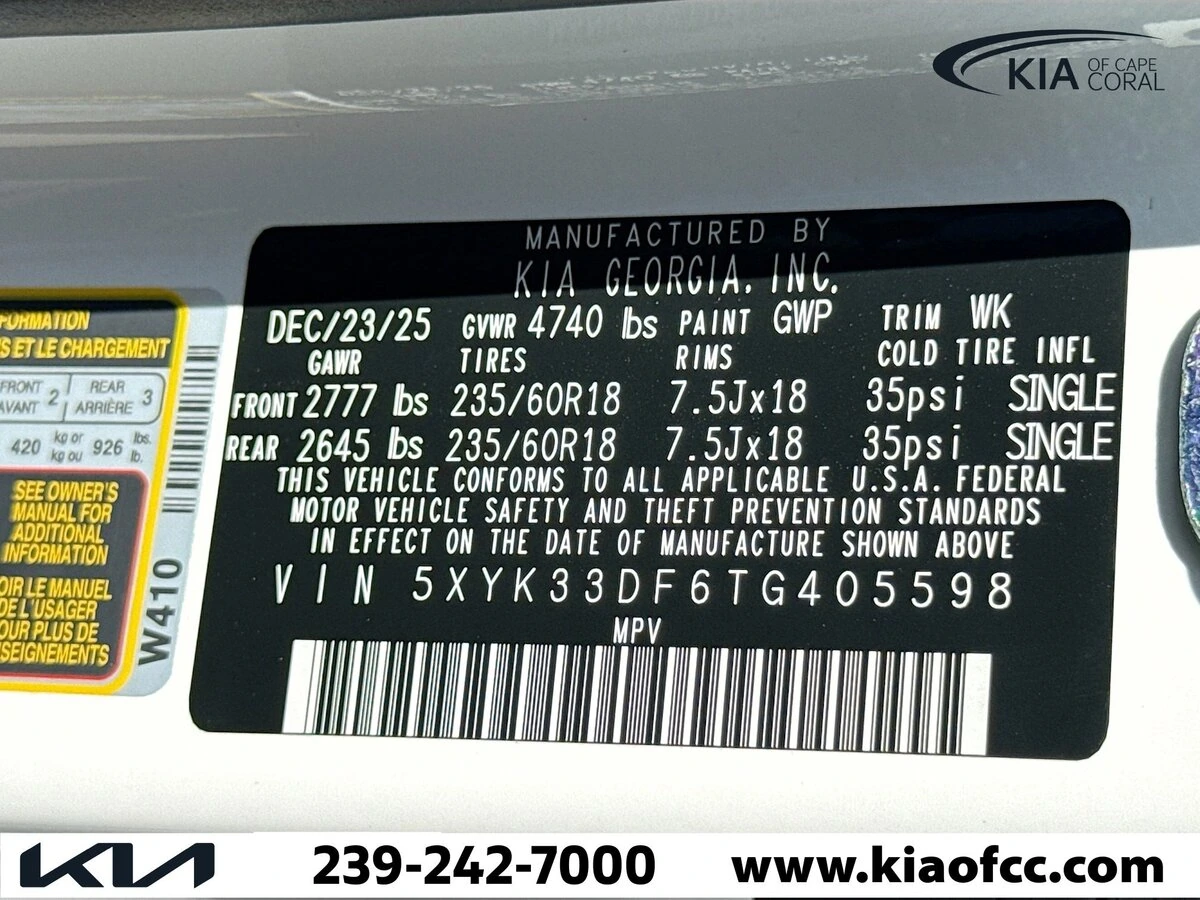 KIA OF CAPE CORAL
MANUFACTURED BY
KIA GEORGIA, INC.
DEC/23/25 GVWR 4740 lbs PAINT GWP TRIM WK
GAWR TIRES RIMS COLD TIRE INFL
FRONT 2777 lbs 235/60R18 7.5Jx18 35psi SINGLE
REAR 2645 lbs 235/60R18 7.5Jx18 35psi SINGLE
THIS VEHICLE CONFORMS TO ALL APPLICABLE U.S.A. FEDERAL
MOTOR VEHICLE SAFETY AND THEFT PREVENTION STANDARDS
IN EFFECT ON THE DATE OF MANUFACTURE SHOWN ABOVE
VIN 5XYK33DF6TG405598
MPV
FORMATION
S ET LE CHARGEMENT
FRONT 2 REAR 3
AVANT ARRIÈRE
420 kg or 926 lbs.
kg ou lb.
SEE OWNER'S
MANUAL FOR
ADDITIONAL
INFORMATION
OIR LE MANUEL
DE L'USAGER
OUR PLUS DE
SEIGNEMENTS
W410
KIA 239-242-7000 www.kiaofcc.com